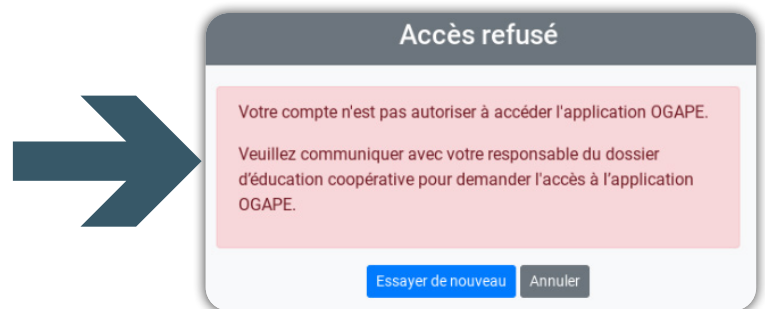 Accès refusé
Votre compte n'est pas autoriser à accéder l'application OGAPE.
Veuillez communiquer avec votre responsable du dossier
d’éducation coopérative pour demander l'accès à l’application
OGAPE.
Essayer de nouveau
Annuler